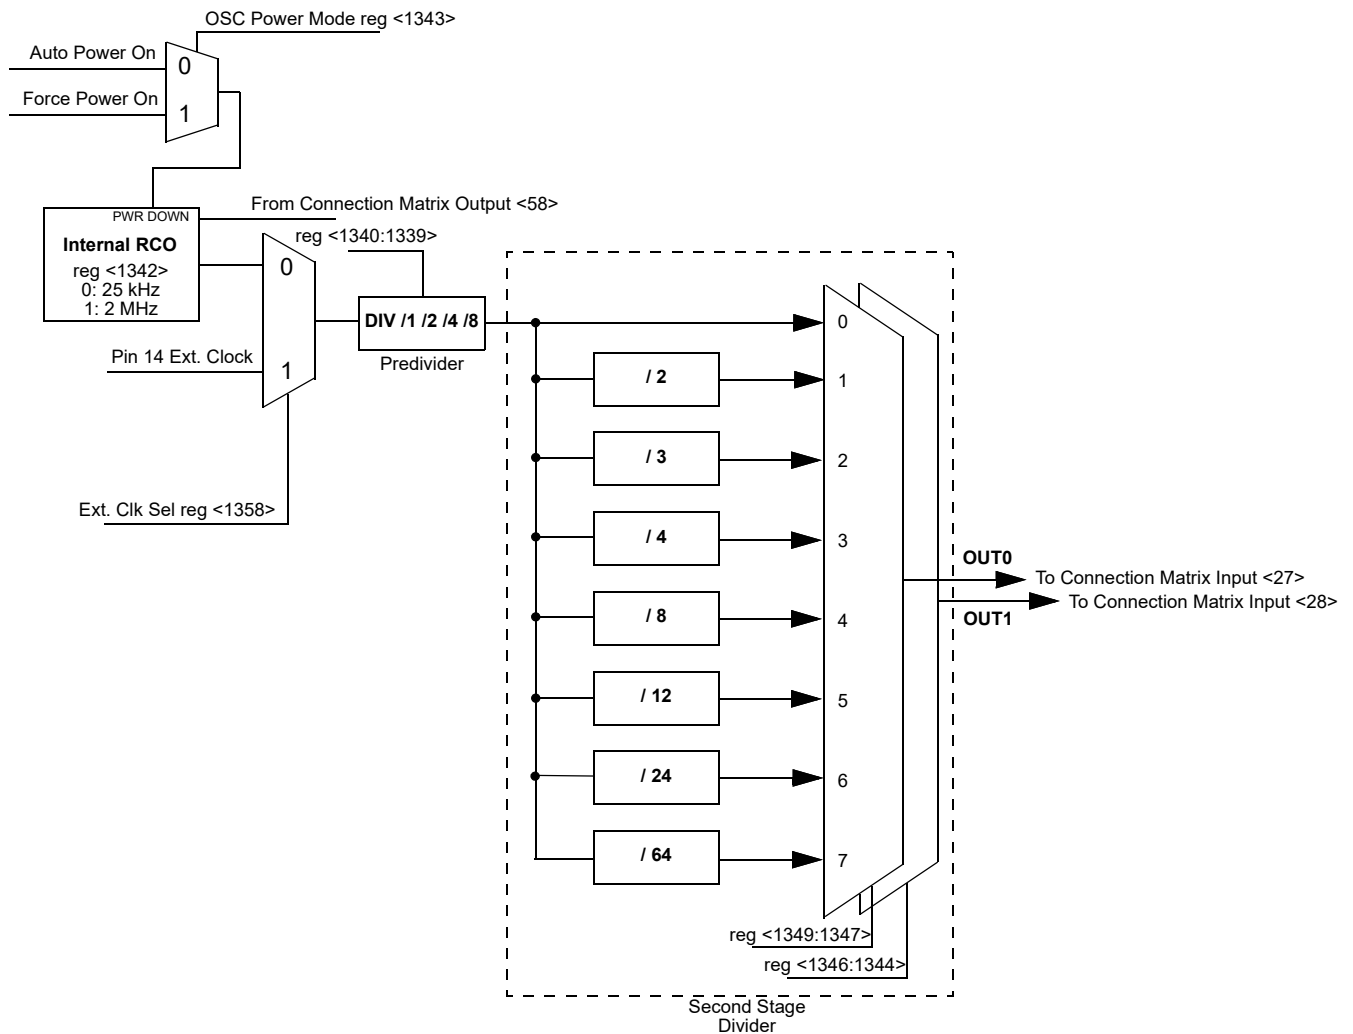 OSC Power Mode reg <1343>
Auto Power On
0
Force Power On
1
PWR DOWN
From Connection Matrix Output <58>
Internal RCO
reg <1342>
0: 25 kHz
1: 2 MHz
reg <1340:1339>
0
DIV /1 /2 /4 /8
Predivider
Pin 14 Ext. Clock
1
Ext. Clk Sel reg <1358>
0
/ 2
1
/ 3
2
/ 4
3
/ 8
4
/ 12
5
/ 24
6
/ 64
7
OUT0
To Connection Matrix Input <27>
To Connection Matrix Input <28>
OUT1
reg <1349:1347>
reg <1346:1344>
Second Stage
Divider